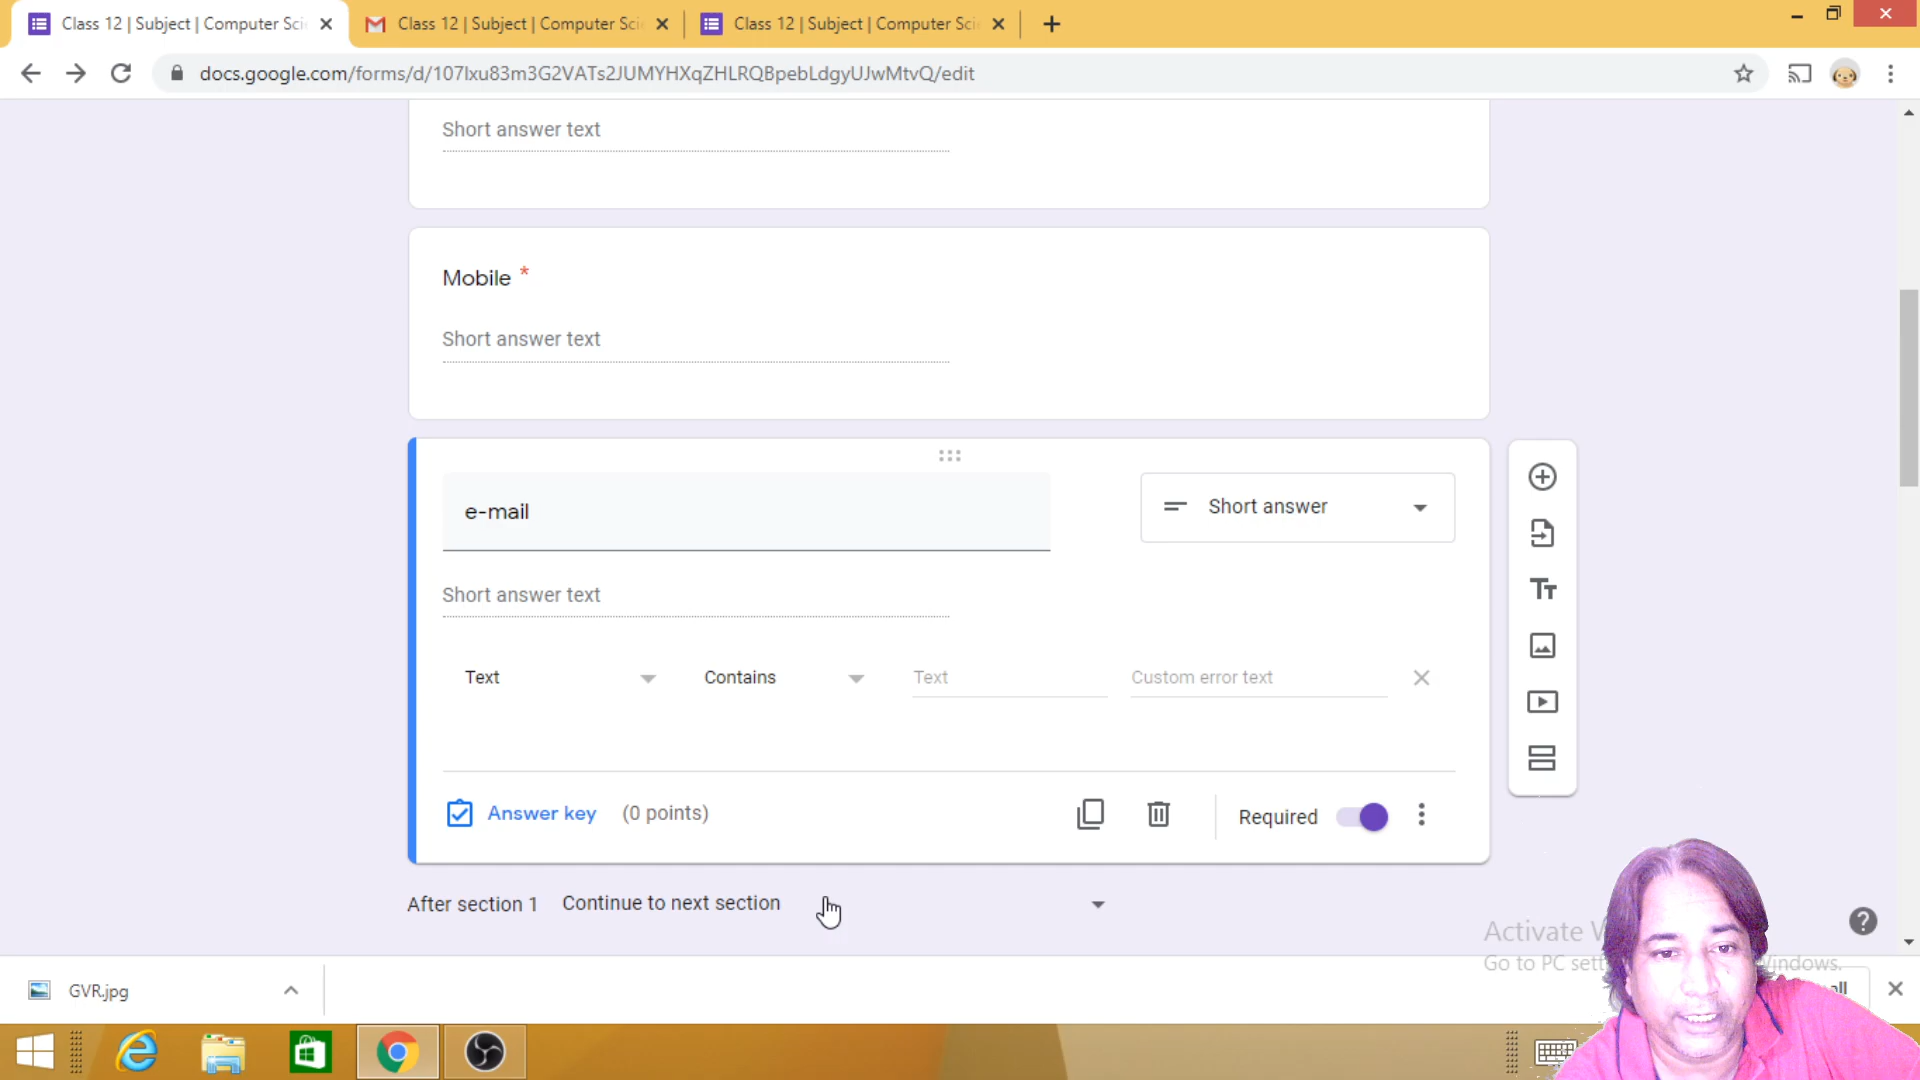 Class 12 | Subject | Computer Sci
Class 12 | Subject | Computer Sci
Class 12 | Subject | Computer Sci
docs.google.com/forms/d/107lxu83m3G2VATs2JUMYHXqZHLRQBpebLdgyUJwMtvQ/edit
Short answer text
Mobile *
Short answer text
e-mail
Short answer
Short answer text
Text
Contains
Text
Custom error text
Answer key
(0 points)
Required
After section 1
Continue to next section
Activate
Go to PC
GVR.jpg